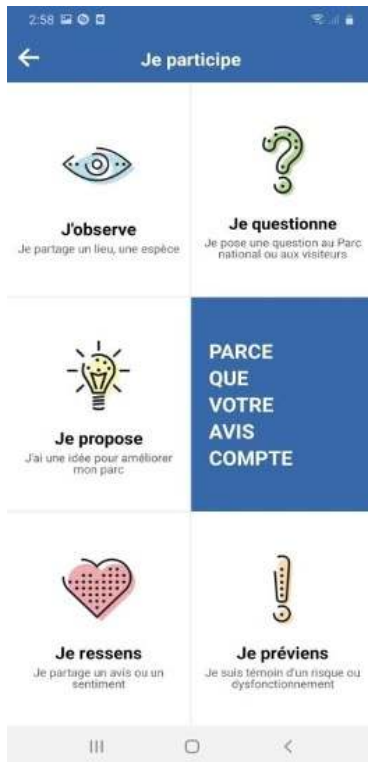 2:58
Je participe
J'observe
Je partage un lieu, une espèce
Je questionne
Je pose une question au Parc
national ou aux visiteurs
Je propose
J'ai une idée pour améliorer
mon parc
PARCE
QUE
VOTRE
AVIS
COMPTE
Je ressens
Je partage un avis ou un
sentiment
Je préviens
Je suis témoin d'un risque ou
dysfonctionnement